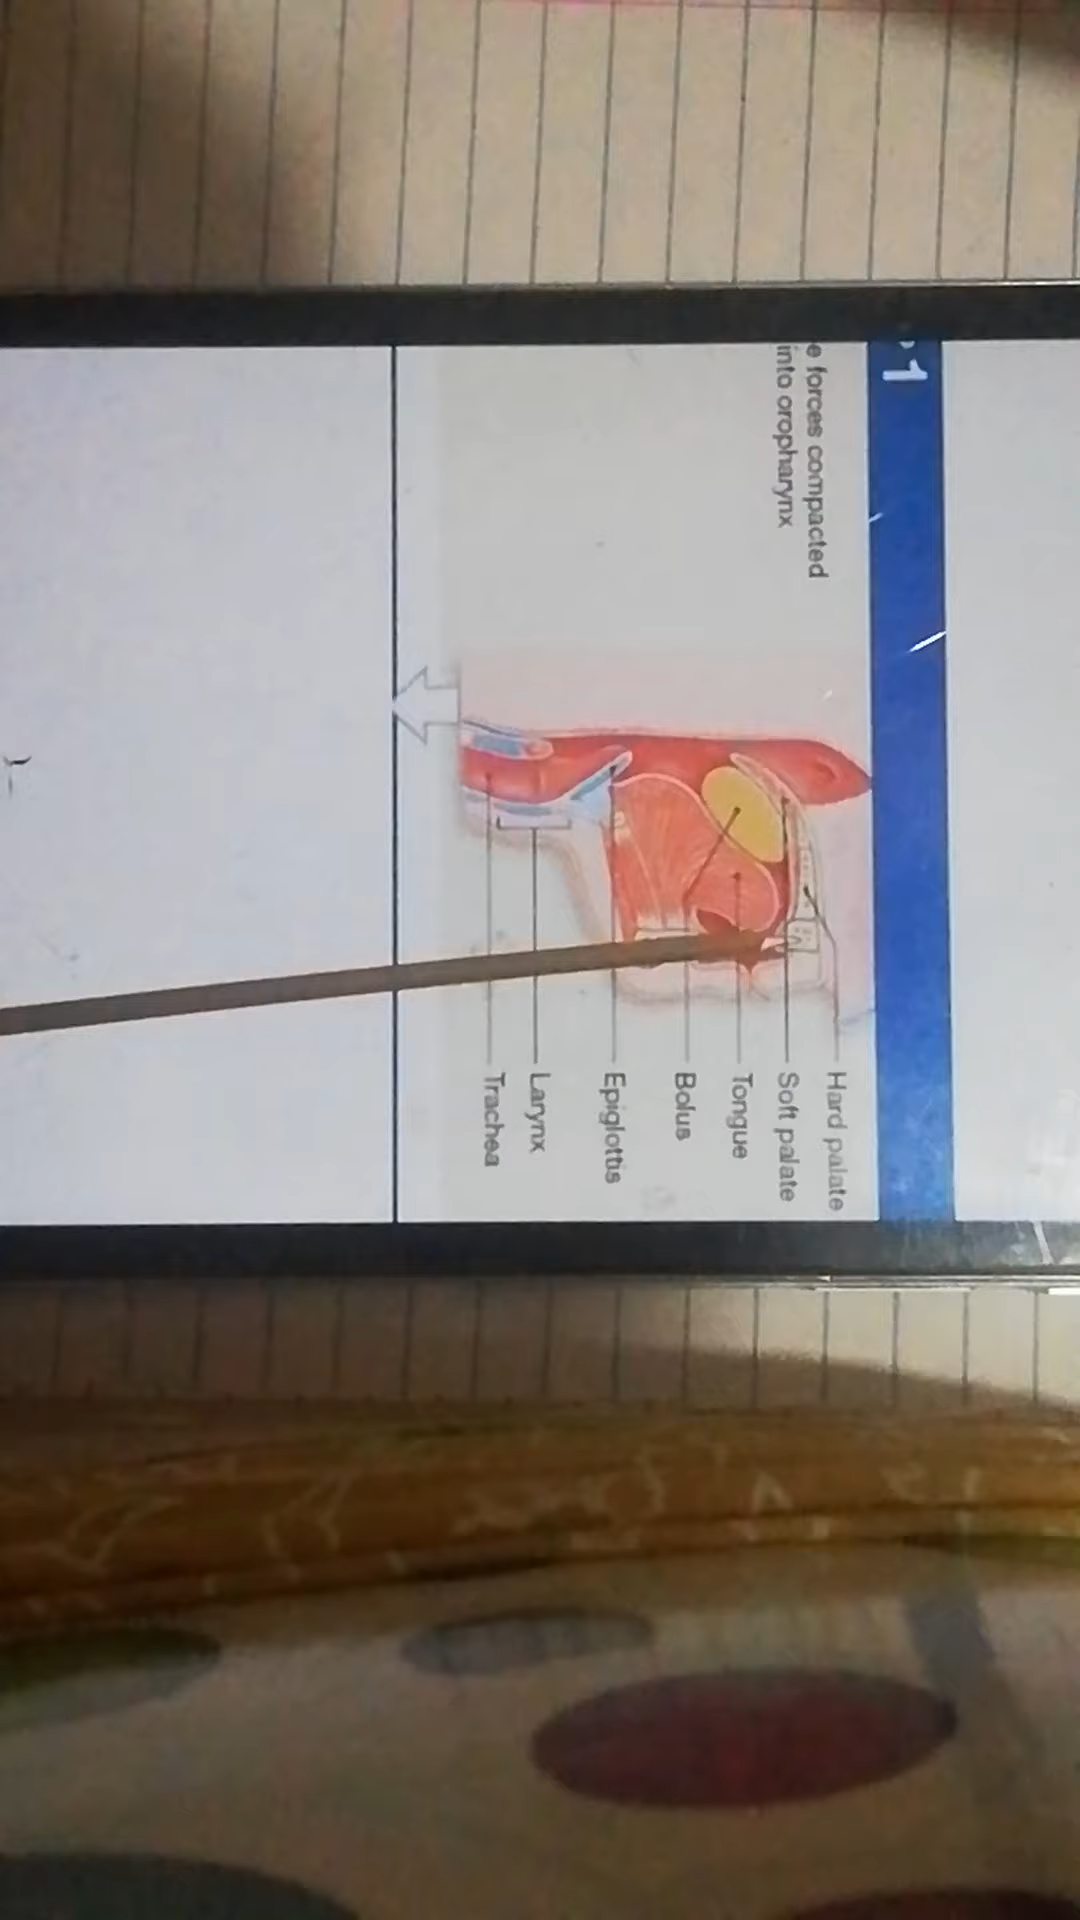 1
e forces compacted
into oropharynx
Hard palate
Soft palate
Tongue
Bolus
Epiglottis
Larynx
Trachea